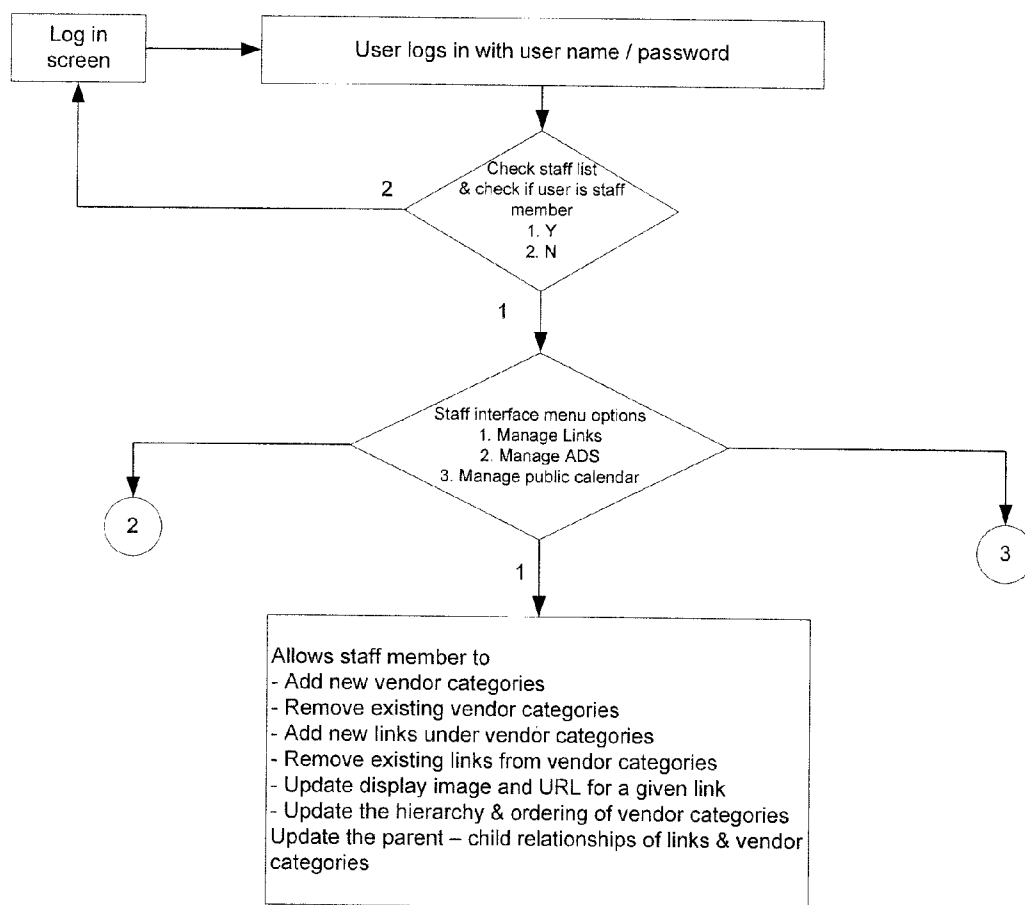 Log in
screen
User logs in with user name / password
Check staff list
& check if user is staff
member
1. Y
2. N
2
1
Staff interface menu options
1. Manage Links
2. Manage ADS
3. Manage public calendar
2
3
1
Allows staff member to
- Add new vendor categories
- Remove existing vendor categories
- Add new links under vendor categories
- Remove existing links from vendor categories
- Update display image and URL for a given link
- Update the hierarchy & ordering of vendor categories
Update the parent – child relationships of links & vendor
categories